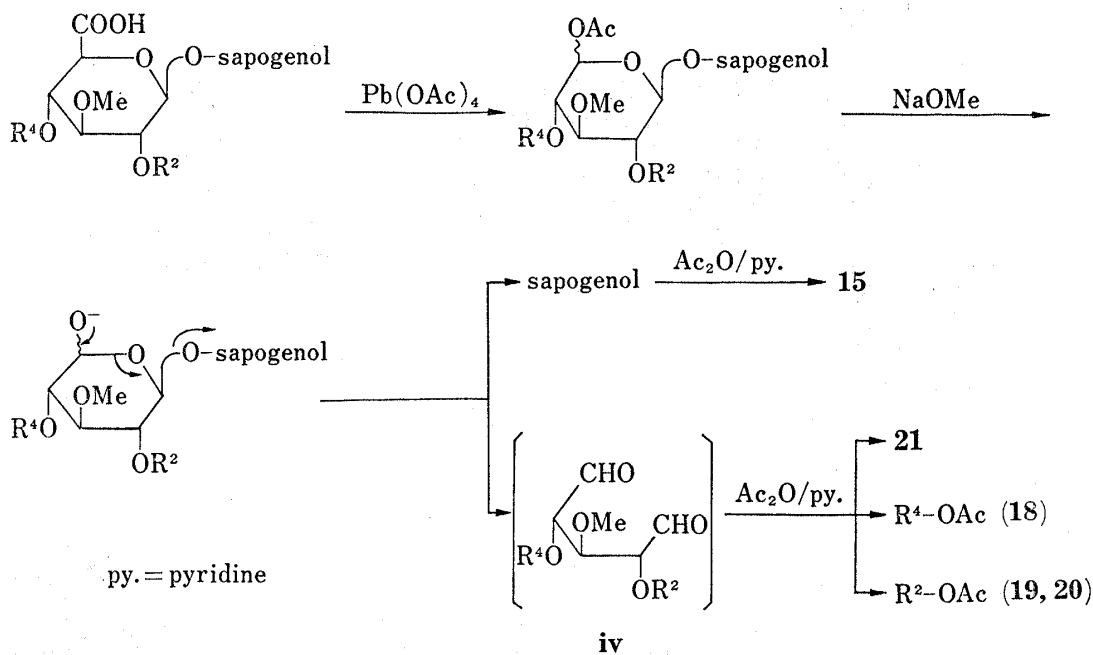 COOH
O
O-sapogenol
OMe
R⁴O
OR²
Pb(OAc)₄
OAc
O
O-sapogenol
OMe
R⁴O
OR²
NaOMe
O⁻
O
O-sapogenol
OMe
R⁴O
OR²
sapogenol
Ac₂O/py.
15
CHO
OMe
CHO
R⁴O
OR²
iv
Ac₂O/py.
21
R⁴-OAc (18)
R²-OAc (19, 20)
py.=pyridine